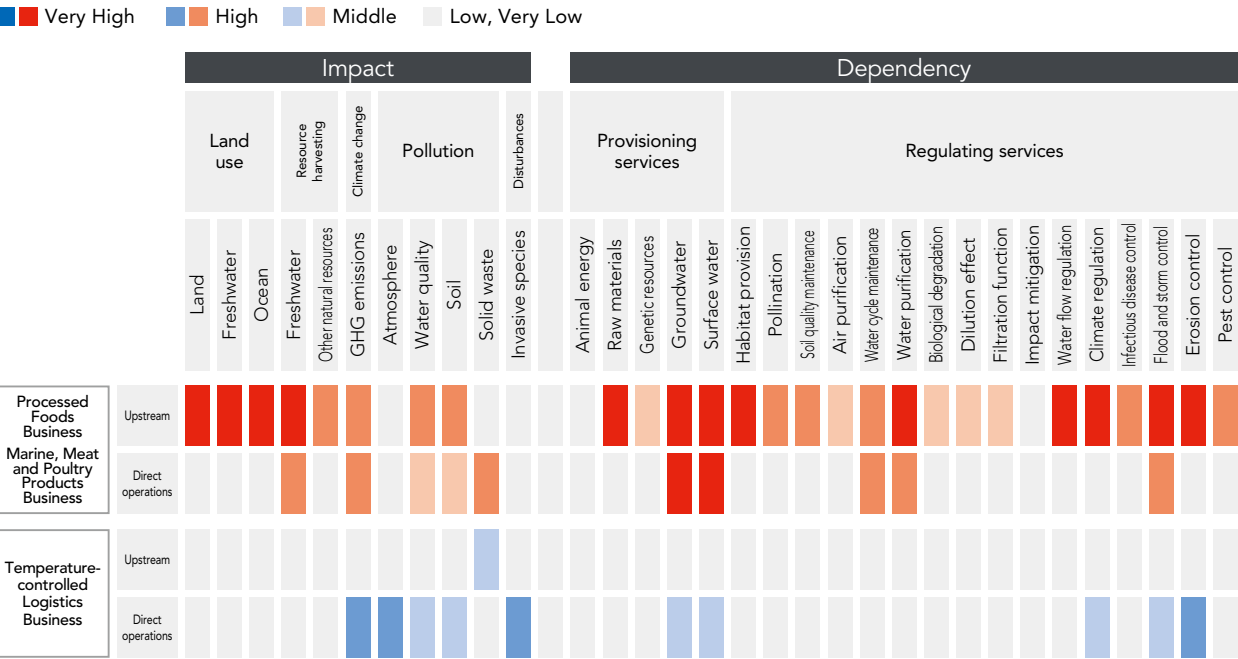 Very High High Middle Low, Very Low
Impact Dependency
Land
use
Resource
harvesting
Climate change
Pollution
Disturbances
Provisioning
services
Regulating services
Land
Freshwater
Ocean
Freshwater
Other natural resources
GHG emissions
Atmosphere
Water quality
Soil
Solid waste
Invasive species
Animal energy
Raw materials
Genetic resources
Groundwater
Surface water
Habitat provision
Pollination
Soil quality maintenance
Air purification
Water cycle maintenance
Water purification
Biological degradation
Dilution effect
Filtration function
Impact mitigation
Water flow regulation
Climate regulation
Infectious disease control
Flood and storm control
Erosion control
Pest control
Processed
Foods
Business
Marine, Meat
and Poultry
Products
Business
Upstream
Direct
operations
Temperature-
controlled
Logistics
Business
Upstream
Direct
operations